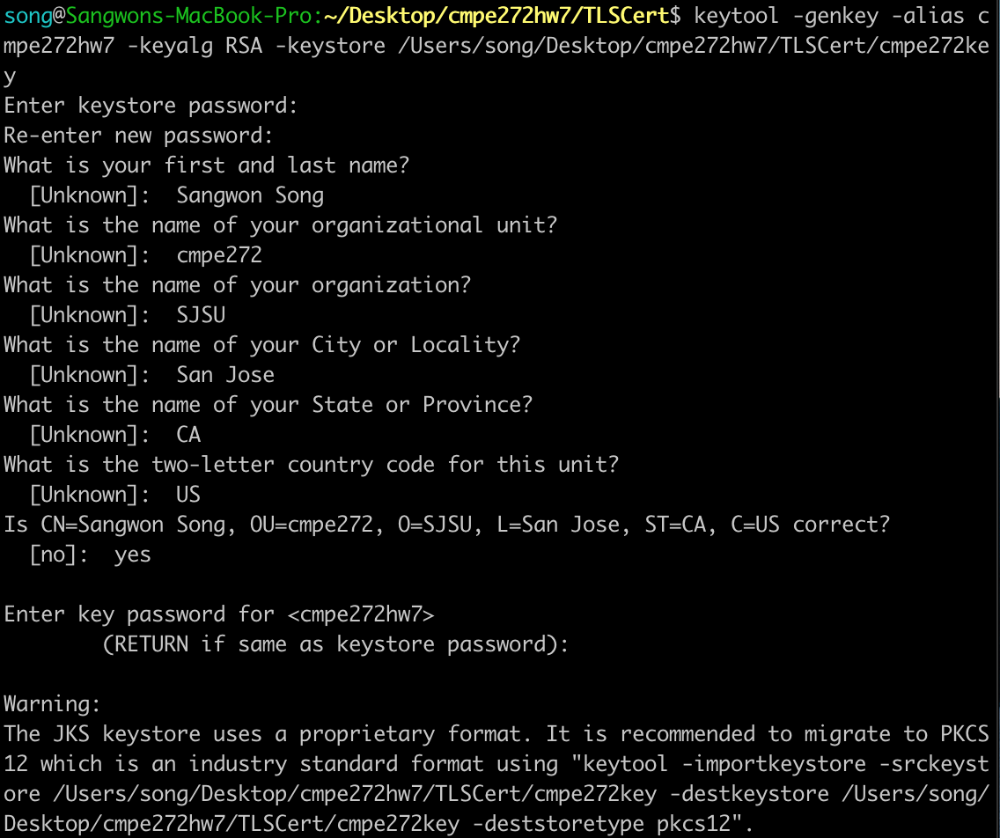 song@Sangwons-MacBook-Pro:~/Desktop/cmpe272hw7/TLSCert$ keytool -genkey -alias c
mpe272hw7 -keyalg RSA -keystore /Users/song/Desktop/cmpe272hw7/TLSCert/cmpe272ke
y
Enter keystore password:
Re-enter new password:
What is your first and last name?
  [Unknown]:  Sangwon Song
What is the name of your organizational unit?
  [Unknown]:  cmpe272
What is the name of your organization?
  [Unknown]:  SJSU
What is the name of your City or Locality?
  [Unknown]:  San Jose
What is the name of your State or Province?
  [Unknown]:  CA
What is the two-letter country code for this unit?
  [Unknown]:  US
Is CN=Sangwon Song, OU=cmpe272, O=SJSU, L=San Jose, ST=CA, C=US correct?
  [no]:  yes

Enter key password for <cmpe272hw7>
        (RETURN if same as keystore password):

Warning:
The JKS keystore uses a proprietary format. It is recommended to migrate to PKCS
12 which is an industry standard format using "keytool -importkeystore -srckeyst
ore /Users/song/Desktop/cmpe272hw7/TLSCert/cmpe272key -destkeystore /Users/song/
Desktop/cmpe272hw7/TLSCert/cmpe272key -deststoretype pkcs12".